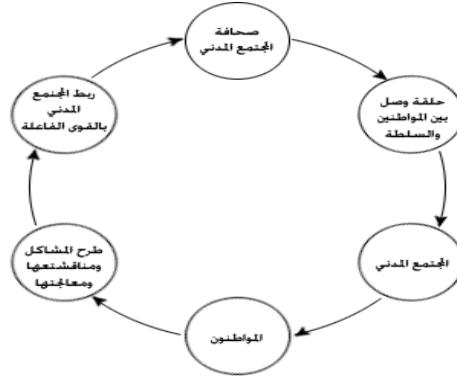 صحافة
المجتمع المدني
حلقة وصل
بين المواطنين
والسلطة
المجتمع المدني
المواطنون
طرح المشاكل
ومناقشتعها
ومعالجتها
ربط المجتمع
المدني
بالقوى الفاعلة